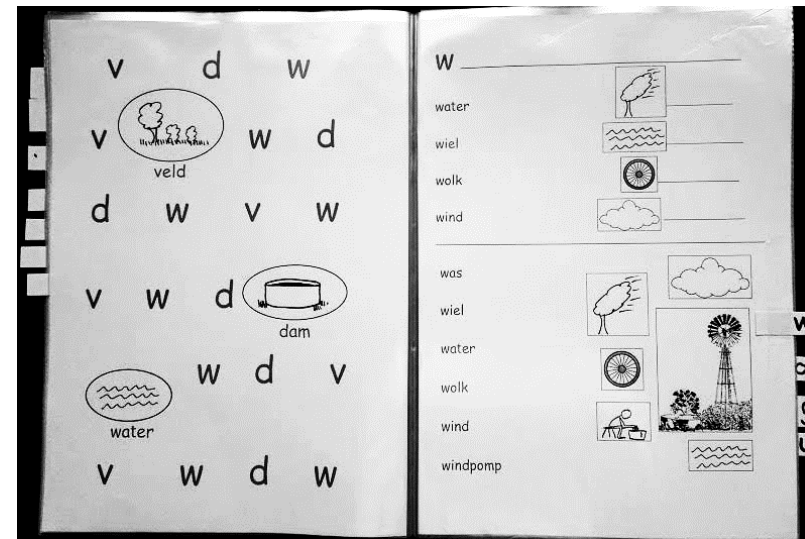 v d w
v w d
veld
d w v w
v w d
dam
w d v
water
v w d w
w
water
wiel
wolk
wind
was
wiel
water
wolk
wind
windpomp
w